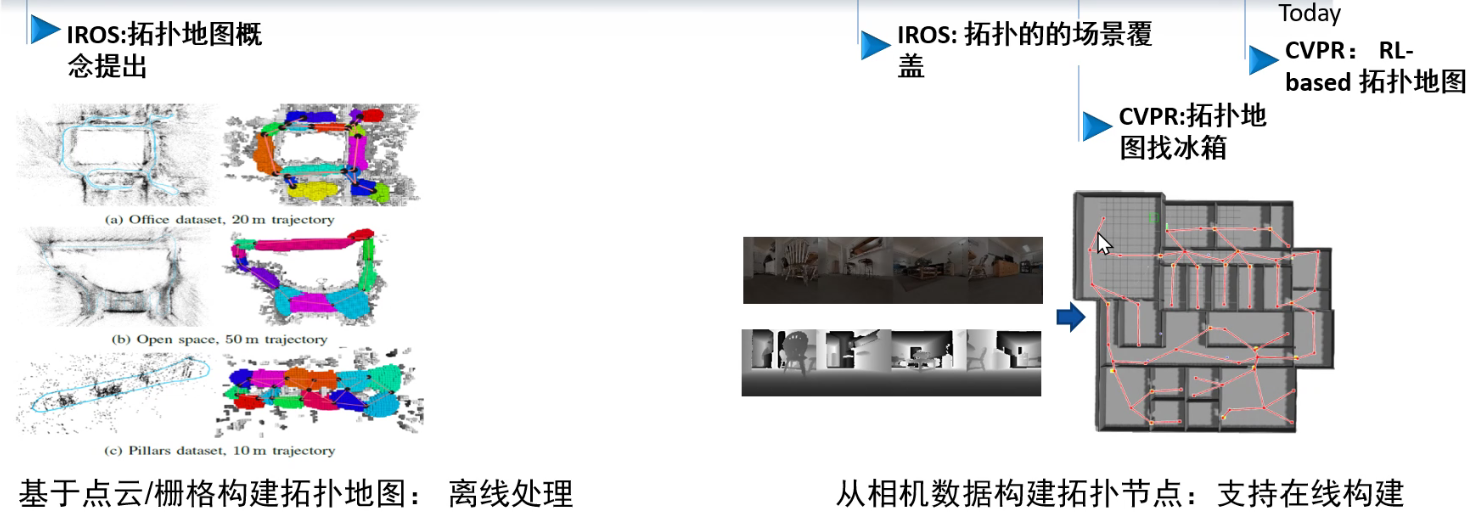 IROS:拓扑地图概
念提出
IROS: 拓扑的的场景覆
盖
Today
CVPR： RL-
based 拓扑地图
CVPR:拓扑地
图找冰箱
(a) Office dataset, 20 m trajectory
(b) Open space, 50 m trajectory
(c) Pillars dataset, 10 m trajectory
基于点云/栅格构建拓扑地图： 离线处理
从相机数据构建拓扑节点：支持在线构建